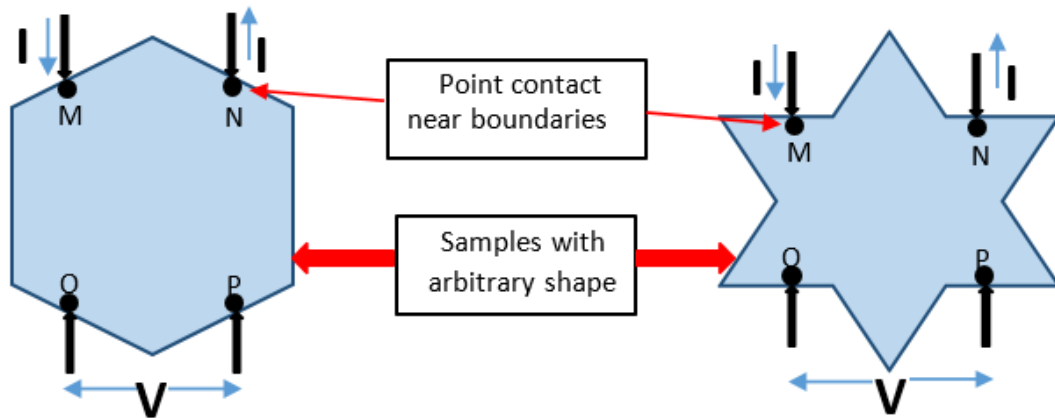 I
I
M
N
O
P
V
Point contact
near boundaries
Samples with
arbitrary shape
I
I
M
N
O
P
V